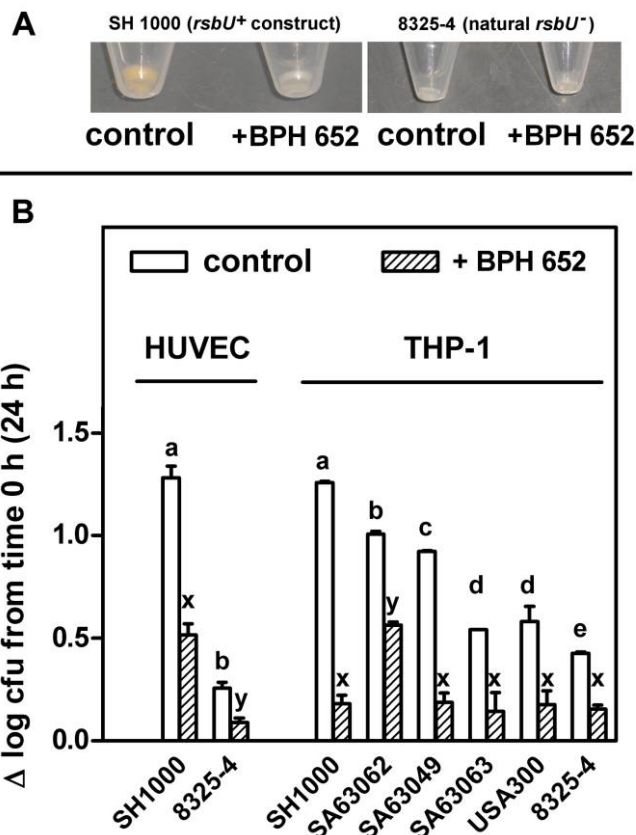 A
SH 1000 (rsbU+ construct)
8325-4 (natural rsbU-)
control
+BPH 652
control
+BPH 652
B
control
+ BPH 652
HUVEC
THP-1
Δ log cfu from time 0 h (24 h)
1.5
1.0
0.5
0.0
a
x
b
y
a
x
b
y
c
x
d
x
d
x
e
x
SH1000
8325-4
SH1000
SA63062
SA63049
SA63063
USA300
8325-4